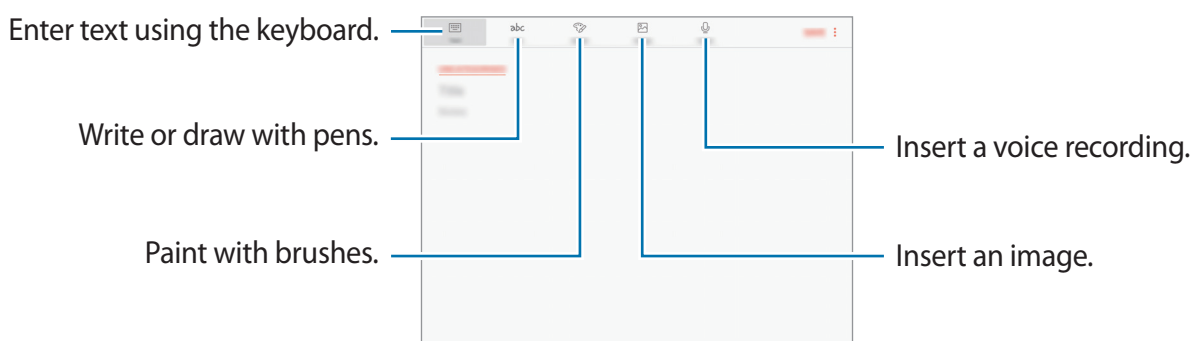 Enter text using the keyboard.
abc
Write or draw with pens.
Insert a voice recording.
Paint with brushes.
Insert an image.